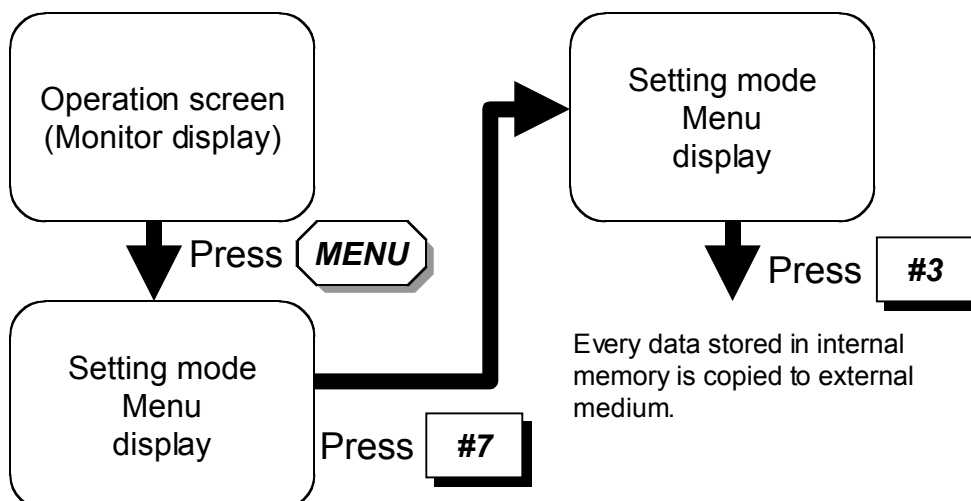 Operation screen
(Monitor display)
Press MENU
Setting mode
Menu
display
Press #7
Setting mode
Menu
display
Press #3
Every data stored in internal
memory is copied to external
medium.